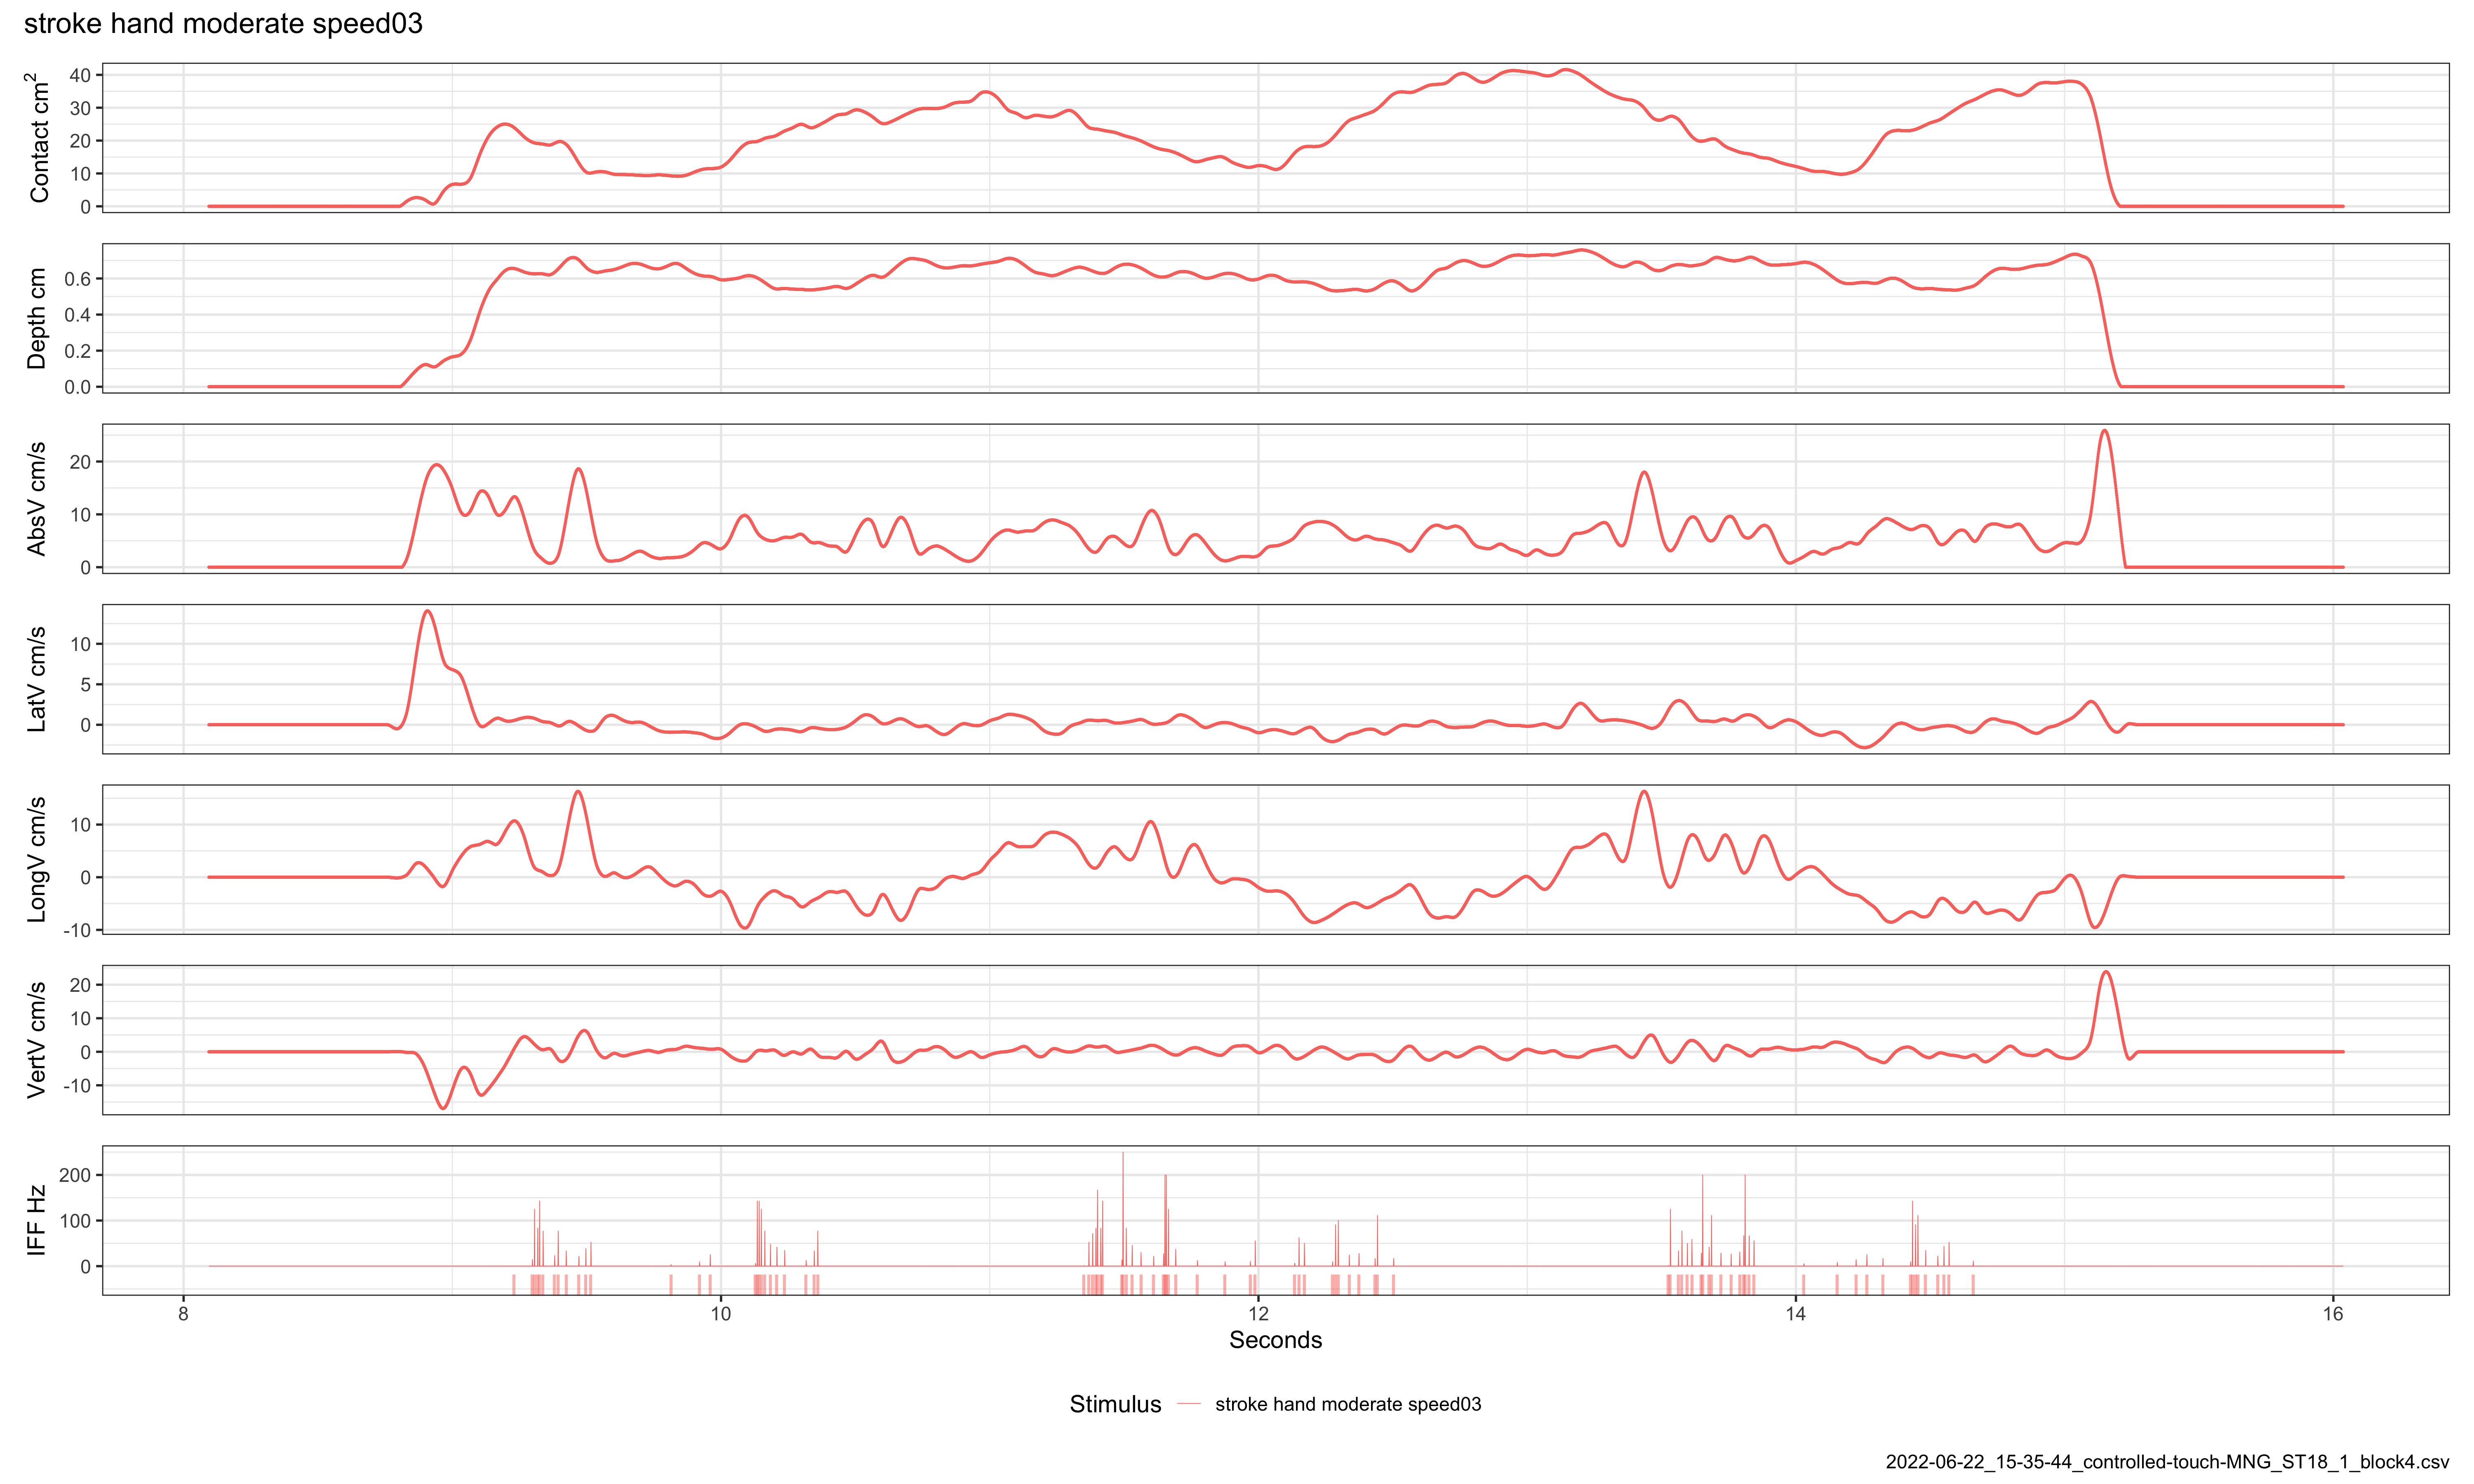 stroke hand moderate speed03
Contact cm²
40
30
20
10
0
Depth cm
0.6
0.4
0.2
0.0
AbsV cm/s
20
10
0
LatV cm/s
10
5
0
LongV cm/s
10
0
-10
VertV cm/s
20
10
0
-10
IFF Hz
200
100
0
8 10 12 14 16
Seconds
Stimulus stroke hand moderate speed03
2022-06-22_15-35-44_controlled-touch-MNG_ST18_1_block4.csv